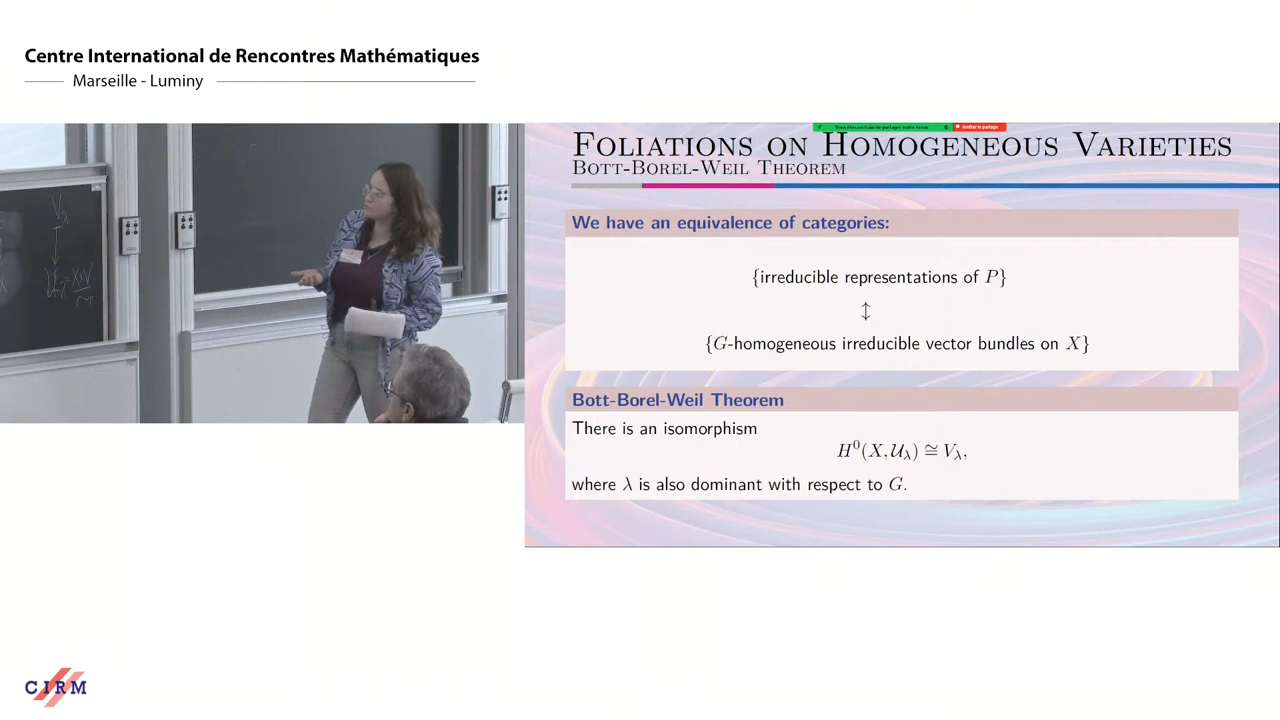 Centre International de Rencontres Mathématiques
Marseille - Luminy
FOLIATIONS ON HOMOGENEOUS VARIETIES
BOTT-BOREL-WEIL THEOREM
We have an equivalence of categories:
{irreducible representations of P}
↕
{G-homogeneous irreducible vector bundles on X}
Bott-Borel-Weil Theorem
There is an isomorphism
H⁰(X, 𝒰_λ) ≅ V_λ,
where λ is also dominant with respect to G.
CIRM